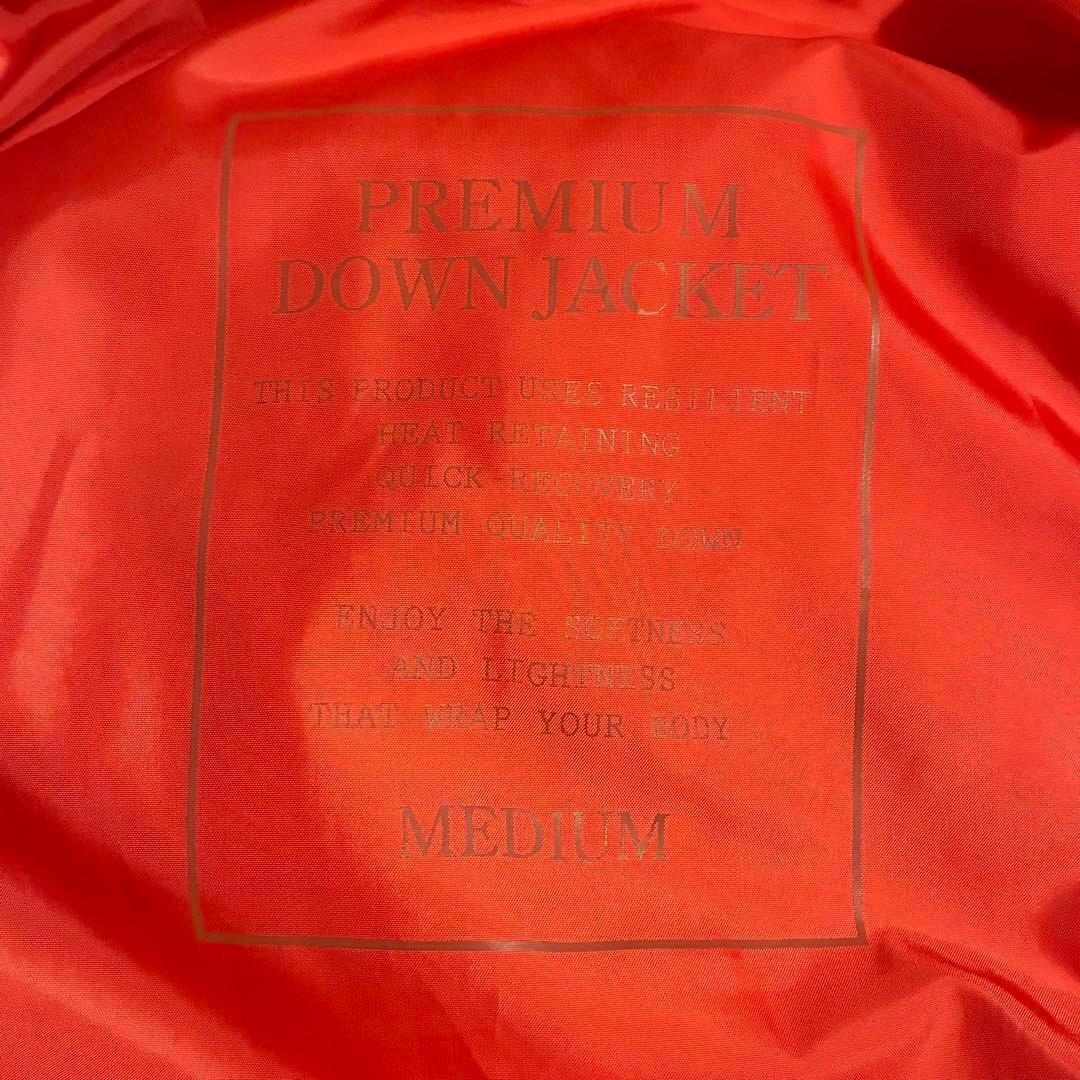 PREMIUM
DOWN JACKET
THIS PRODUCT USES RESILIENT
HEAT RETAINING
QUICK-RECOVERY
PREMIUM QUALITY DOWN
ENJOY THE SOFTNESS
AND LIGHTNESS
THAT WRAP YOUR BODY
MEDIUM